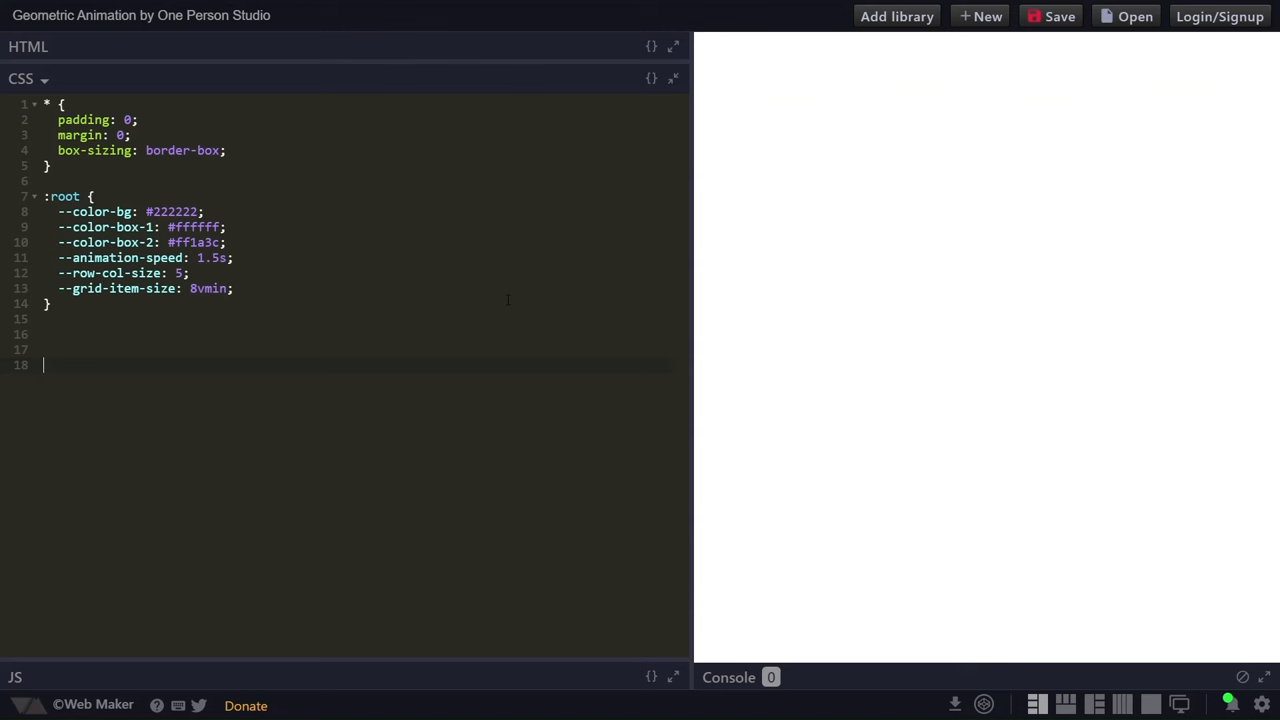 Geometric Animation by One Person Studio
Add library
+ New
Save
Open
Login/Signup
HTML
{}
CSS
{}
1 * {
2 padding: 0;
3 margin: 0;
4 box-sizing: border-box;
5 }
6
7 :root {
8 --color-bg: #222222;
9 --color-box-1: #ffffff;
10 --color-box-2: #ff1a3c;
11 --animation-speed: 1.5s;
12 --row-col-size: 5;
13 --grid-item-size: 8vmin;
14 }
15
16
17
18
JS
{}
Console 0
©Web Maker
?
Donate